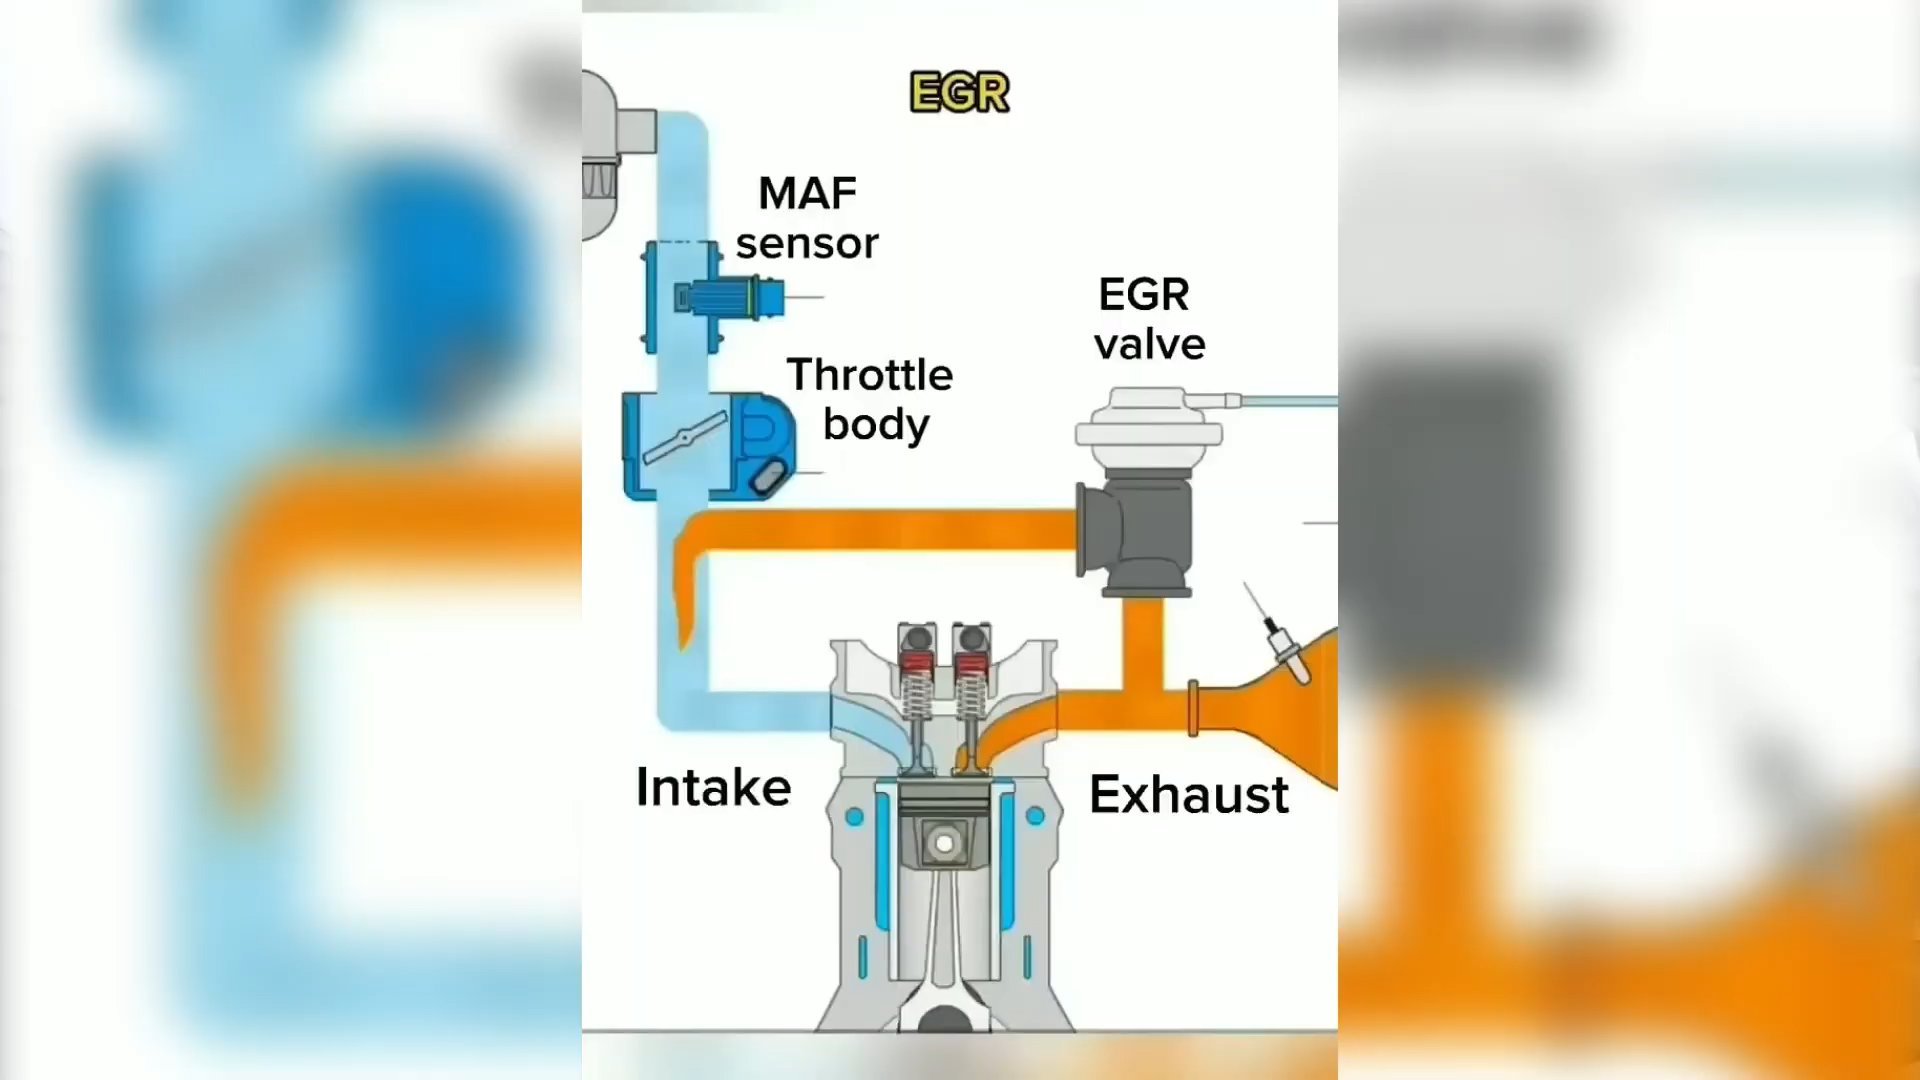 EGR
MAF
sensor
EGR
valve
Throttle
body
Intake
Exhaust